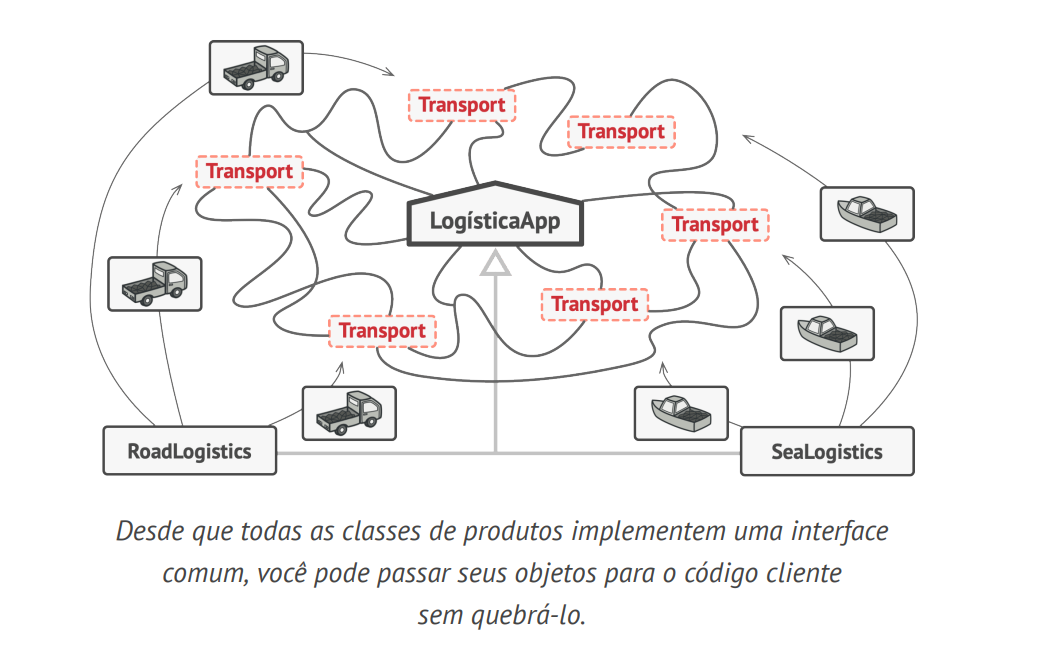 Transport
Transport
Transport
LogísticaApp
Transport
Transport
Transport
RoadLogistics
SeaLogistics
Desde que todas as classes de produtos implementem uma interface
comum, você pode passar seus objetos para o código cliente
sem quebrá-lo.